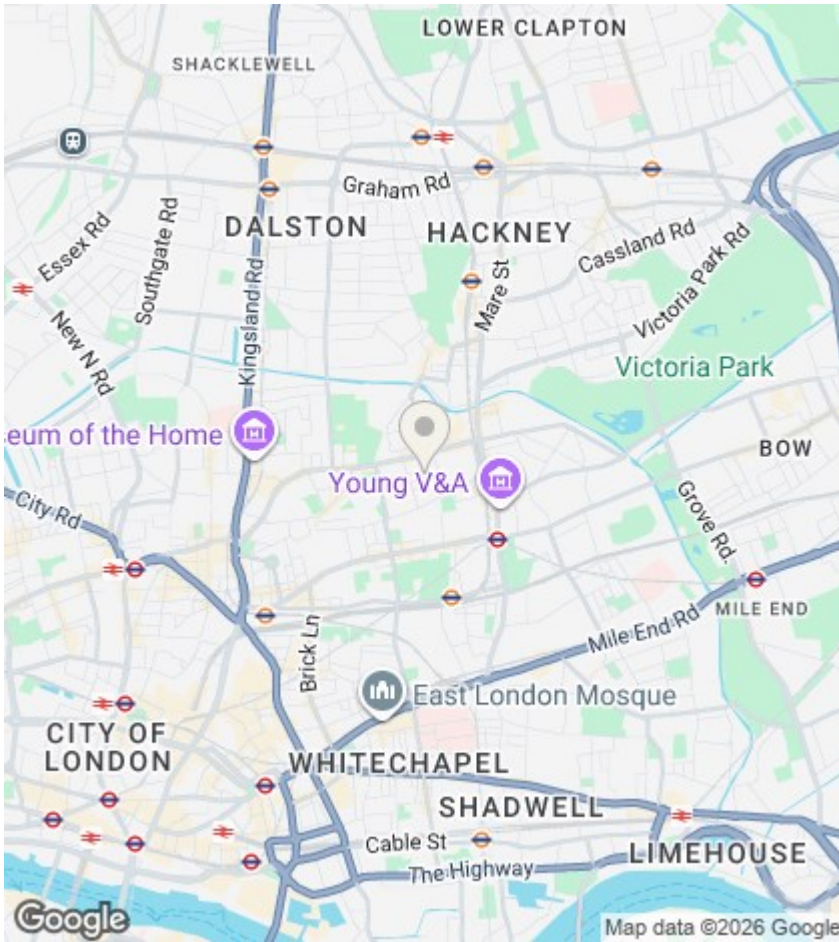 LOWER CLAPTON
SHACKLEWELL
Graham Rd
Essex Rd
Southgate Rd
DALSTON
HACKNEY
Cassland Rd
Victoria Park Rd
Mare St
Kingsland Rd
New N Rd
Victoria Park
eum of the Home
Young V&A
BOW
City Rd
Grove Rd.
MILE END
Mile End Rd
Brick Ln
East London Mosque
CITY OF
LONDON
WHITECHAPEL
SHADWELL
Cable St
The Highway
LIMEHOUSE
Google
Map data ©2026 Google